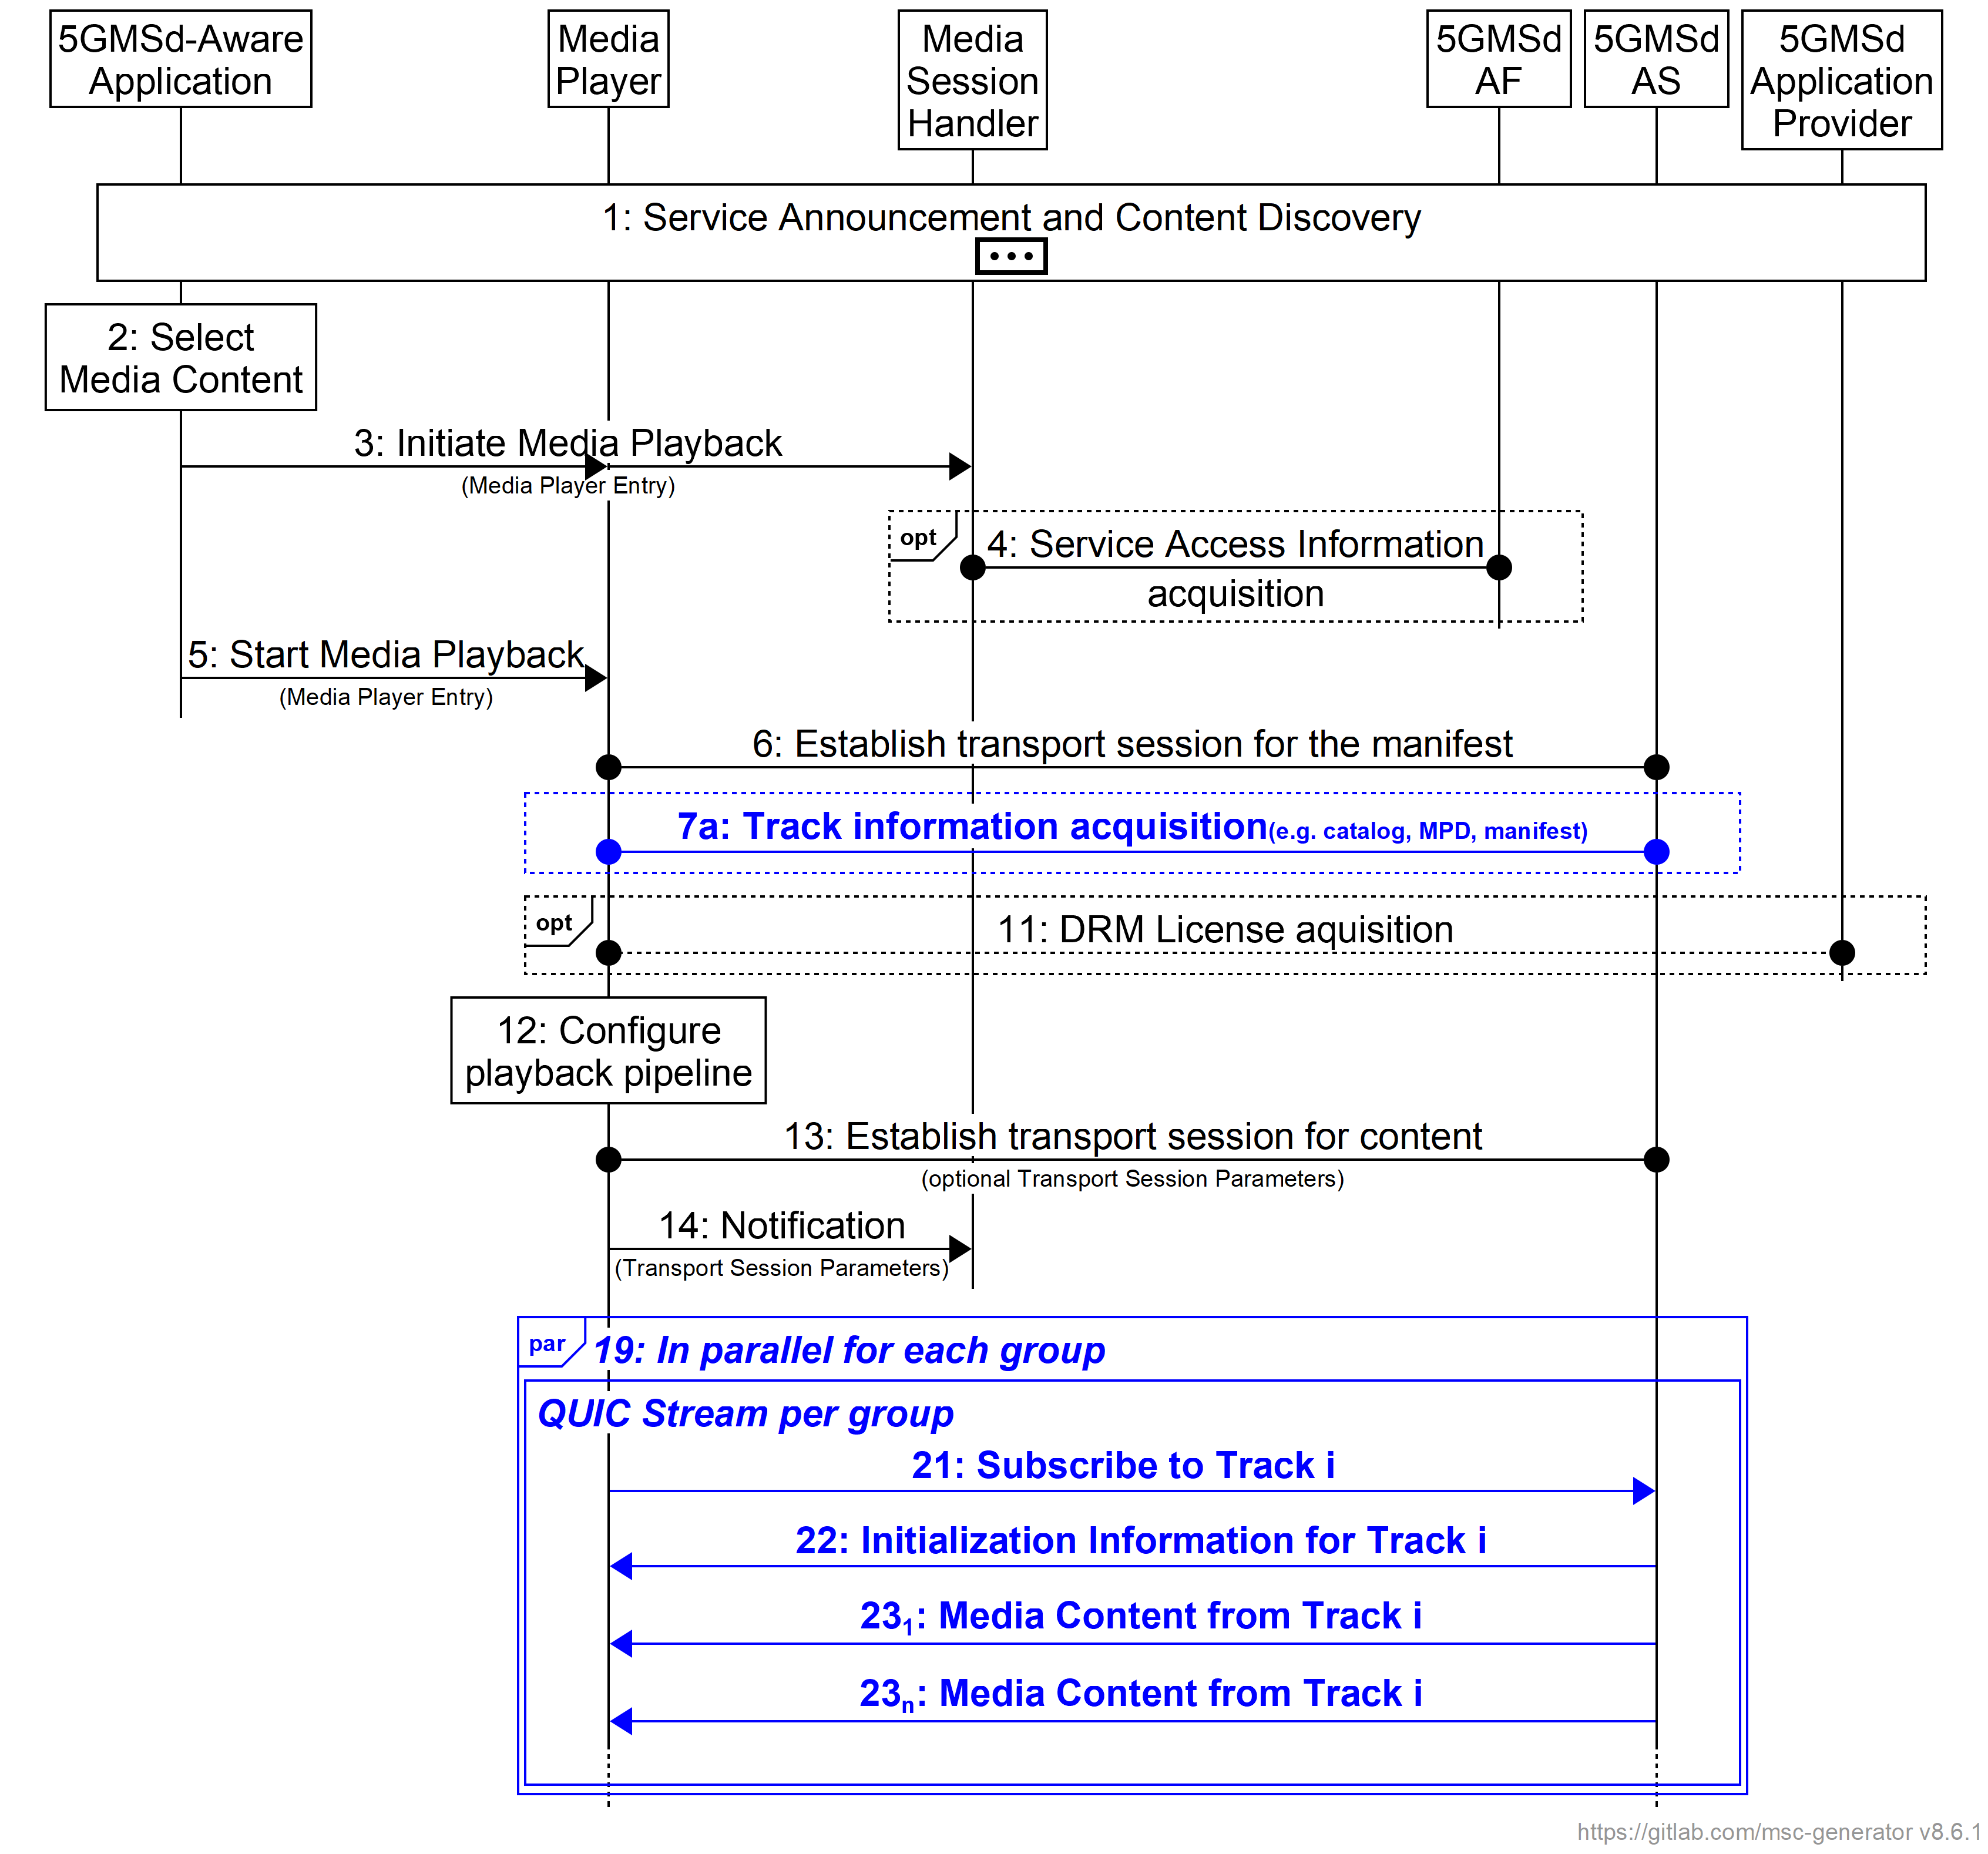 5GMSd-Aware
Application
Media
Player
Media
Session
Handler
5GMSd
AF
5GMSd
AS
5GMSd
Application
Provider
1: Service Announcement and Content Discovery
2: Select
Media Content
3: Initiate Media Playback
(Media Player Entry)
opt
4: Service Access Information
acquisition
5: Start Media Playback
(Media Player Entry)
6: Establish transport session for the manifest
7a: Track information acquisition(e.g. catalog, MPD, manifest)
opt
11: DRM License aquisition
12: Configure
playback pipeline
13: Establish transport session for content
(optional Transport Session Parameters)
14: Notification
(Transport Session Parameters)
par
19: In parallel for each group
QUIC Stream per group
21: Subscribe to Track i
22: Initialization Information for Track i
23₁: Media Content from Track i
23ₙ: Media Content from Track i
https://gitlab.com/msc-generator v8.6.1